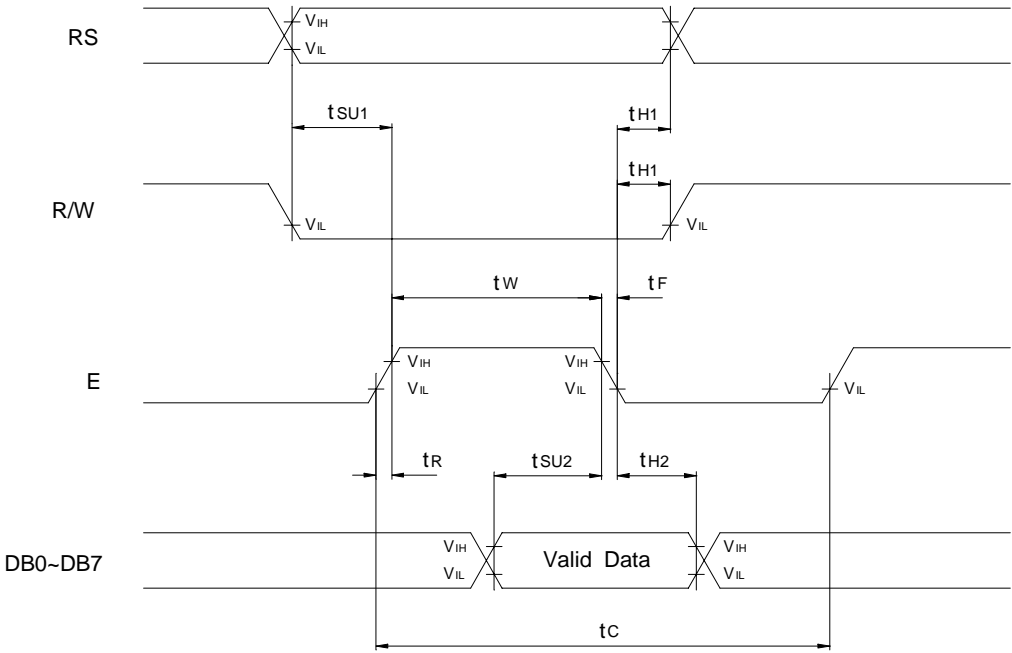 RS
VIH
VIL
tSU1
tH1
tH1
R/W
VIL
VIL
tW
tF
E
VIH
VIL
VIH
VIL
VIL
tR
tSU2
tH2
DB0~DB7
VIH
VIL
Valid Data
VIH
VIL
tC